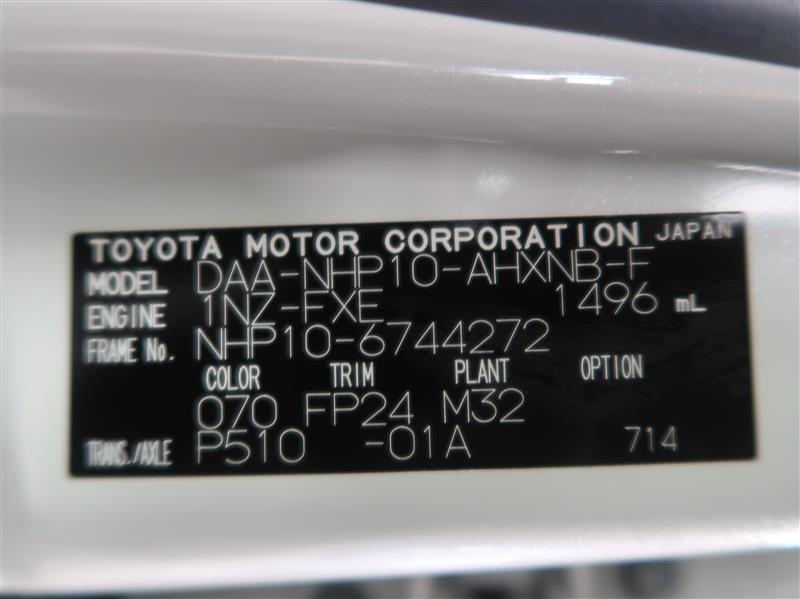 TOYOTA MOTOR CORPORATION JAPAN
MODEL DAA-NHP10-AHXNB-F
ENGINE 1NZ-FXE 1496 mL
FRAME No. NHP10-6744272
COLOR TRIM PLANT OPTION
070 FP24 M32
TRANS./AXLE P510 -01A 714